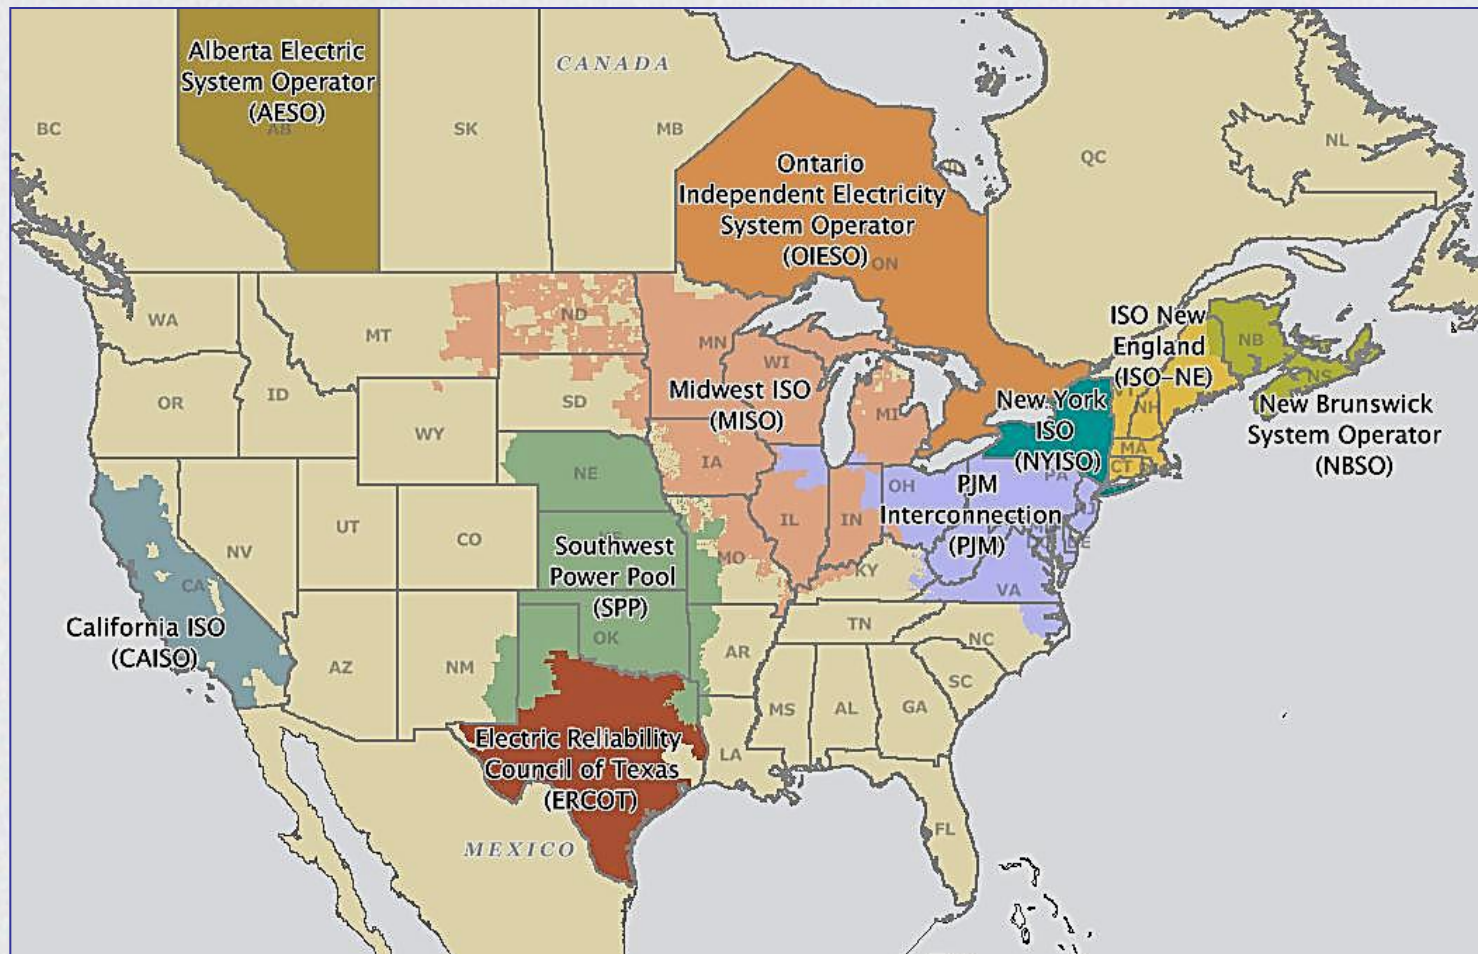 Alberta Electric
System Operator
(AESO)
AB
CANADA
BC
SK
MB
QC
NL
Ontario
Independent Electricity
System Operator
(OIESO)
ON
WA
MT
ND
MN
WI
ISO New
England
(ISO-NE)
NB
NS
OR
ID
WY
SD
Midwest ISO
(MISO)
MI
New York
ISO
(NYISO)
VT
NH
MA
CT
New Brunswick
System Operator
(NBSO)
NE
IA
OH
PA
NJ
PJM
Interconnection
(PJM)
DE
NV
UT
CO
IL
IN
MO
KY
VA
Southwest
Power Pool
(SPP)
CA
California ISO
(CAISO)
AZ
NM
OK
AR
TN
NC
SC
MS
AL
GA
LA
FL
Electric Reliability
Council of Texas
(ERCOT)
MEXICO